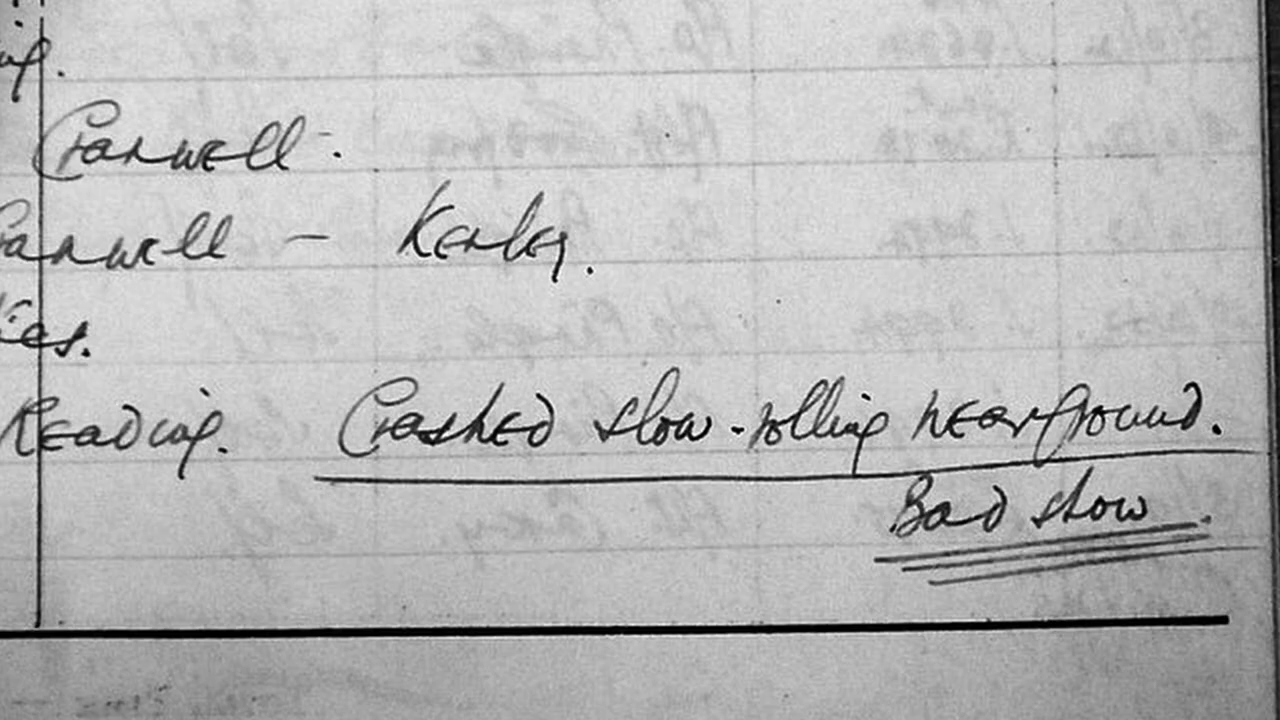 Cranwell.
Cranwell — Kenley.
Reading. Crashed slow-rolling near ground.
Bad show.